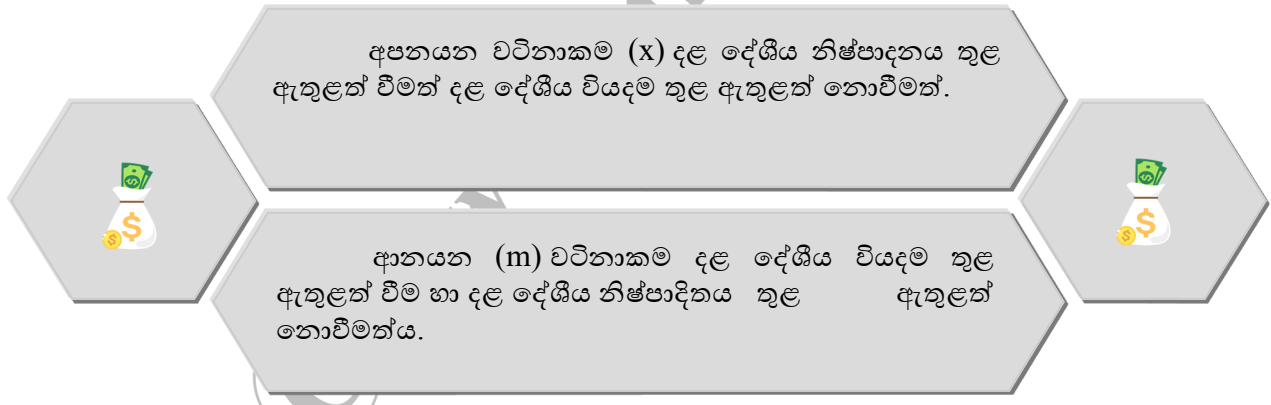 අපනයන වටිනාකම (x) දළ දේශීය නිෂ්පාදනය තුළ
ඇතුළත් වීමත් දළ දේශීය වියදම තුළ ඇතුළත් නොවීමත්.
ආනයන (m) වටිනාකම දළ දේශීය වියදම තුළ
ඇතුළත් වීම හා දළ දේශීය නිෂ්පාදිතය තුළ ඇතුළත්
නොවීමත්ය.